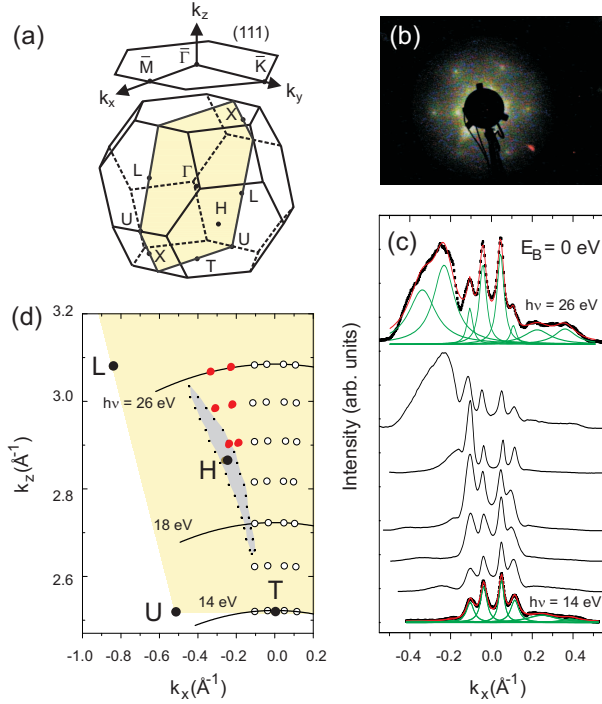 (a)
k_z
(111)
M̄
Γ̄
K̄
k_x
k_y
X
L
Γ
L
H
U
U
X
T
(b)
(c)
E_B = 0 eV
hν = 26 eV
Intensity (arb. units)
hν = 14 eV
-0.4 -0.2 0.0 0.2 0.4
k_x(Å⁻¹)
(d)
3.2
3.0
2.8
2.6
k_z(Å⁻¹)
L
hν = 26 eV
H
18 eV
14 eV
U
T
-1.0 -0.8 -0.6 -0.4 -0.2 0.0 0.2
k_x(Å⁻¹)